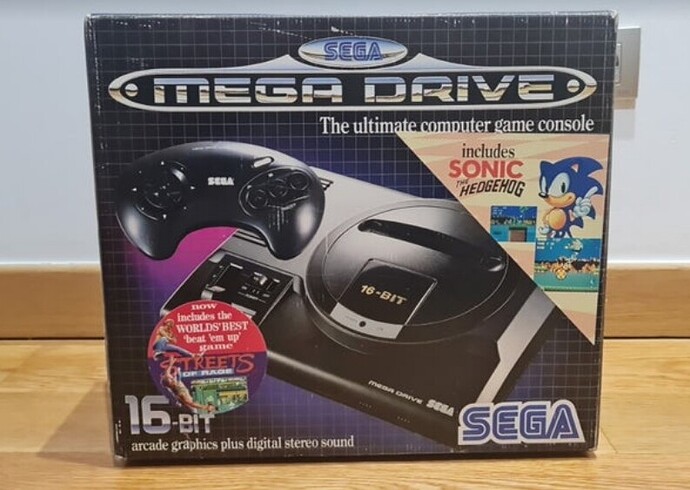 SEGA
MEGA DRIVE
The ultimate computer game console
includes
SONIC
THE
HEDGEHOG
SEGA
16-BIT
now
includes the
WORLDS' BEST
'beat 'em up'
game
STREETS
OF RAGE
MEGA DRIVE SEGA
16-BIT
SEGA
arcade graphics plus digital stereo sound